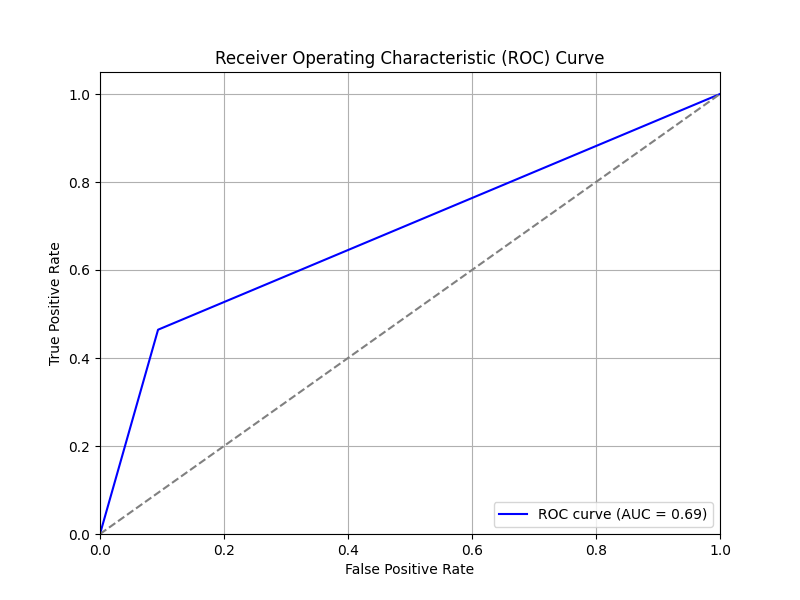 Receiver Operating Characteristic (ROC) Curve
1.0
0.8
0.6
0.4
0.2
0.0
True Positive Rate
ROC curve (AUC = 0.69)
0.0 0.2 0.4 0.6 0.8 1.0
False Positive Rate